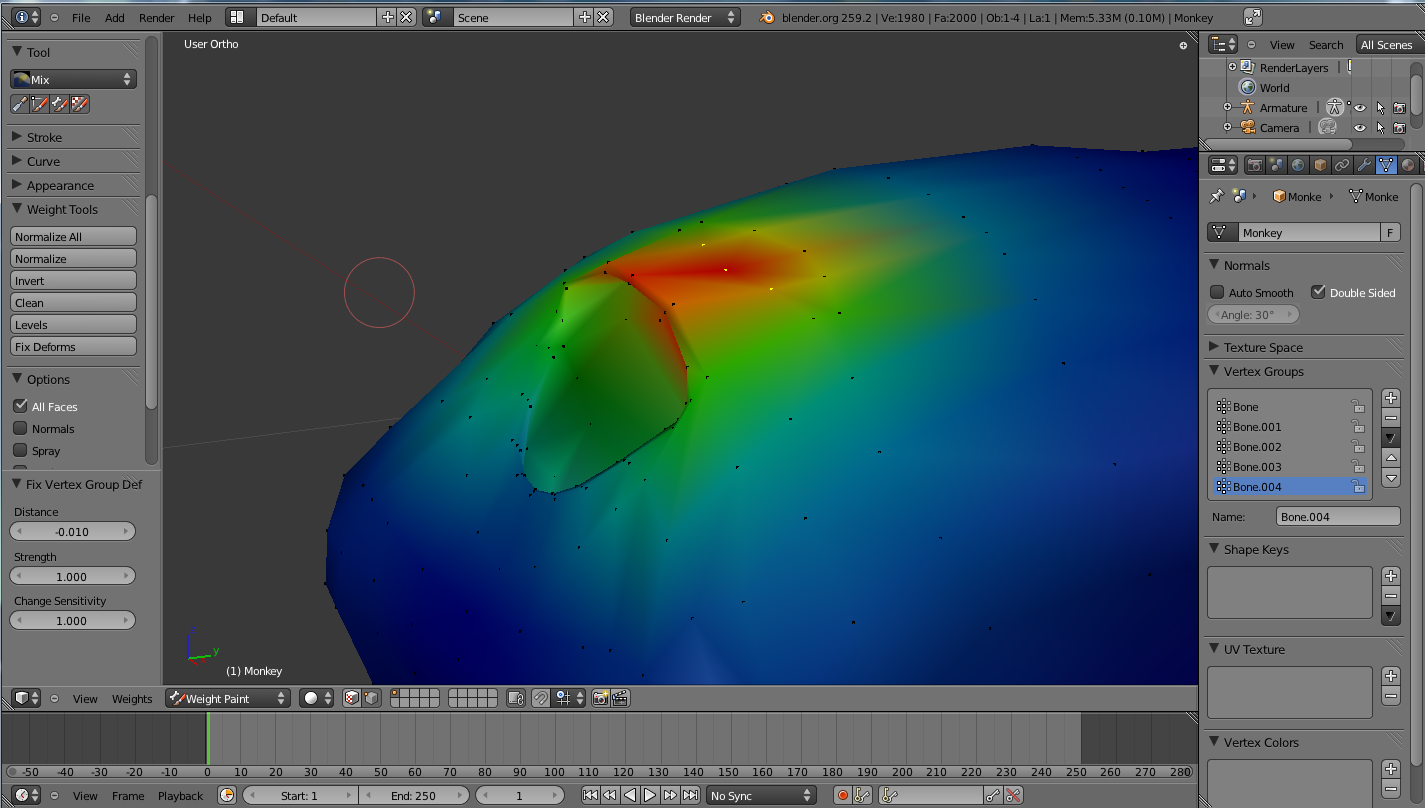 File Add Render Help Default Scene Blender Render blender.org 259.2 | Ve:1980 | Fa:2000 | Ob:1-4 | La:1 | Mem:5.33M (0.10M) | Monkey
Tool
Mix
Stroke
Curve
Appearance
Weight Tools
Normalize All
Normalize
Invert
Clean
Levels
Fix Deforms
Options
All Faces
Normals
Spray
Fix Vertex Group Def
Distance
-0.010
Strength
1.000
Change Sensitivity
1.000
User Ortho
y
(1) Monkey
View Weights Weight Paint
-50 -40 -30 -20 -10 0 10 20 30 40 50 60 70 80 90 100 110 120 130 140 150 160 170 180 190 200 210 220 230 240 250 260 270 280
View Frame Playback Start: 1 End: 250 1 No Sync
View Search All Scenes
RenderLayers |
World
Armature |
Camera |
Monke Monke
Monkey F
Normals
Auto Smooth Double Sided
Angle: 30°
Texture Space
Vertex Groups
Bone
Bone.001
Bone.002
Bone.003
Bone.004
Name: Bone.004
Shape Keys
UV Texture
Vertex Colors